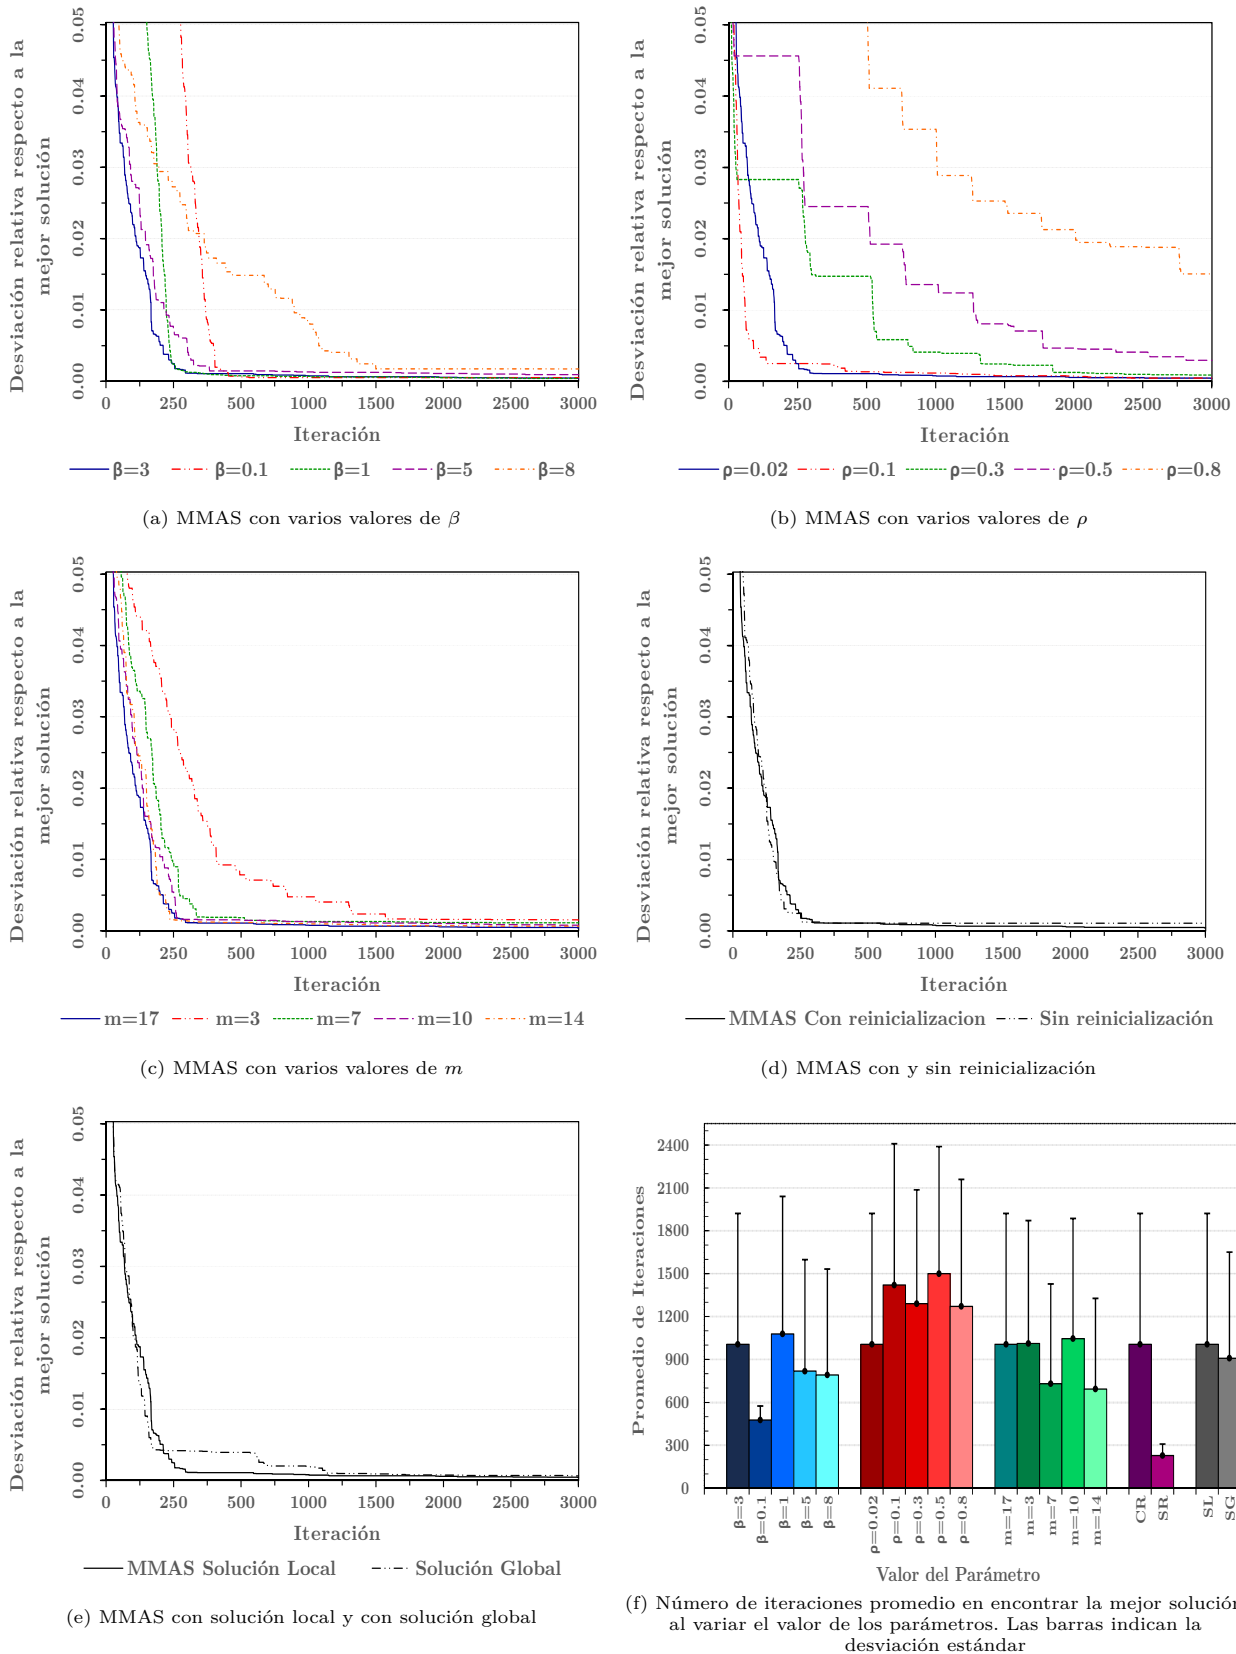 Desviación relativa respecto a la
mejor solución
0.05
0.04
0.03
0.02
0.01
0.00
0 250 500 1000 1500 2000 2500 3000
Iteración
β=3 β=0.1 β=1 β=5 β=8
(a) MMAS con varios valores de β
Desviación relativa respecto a la
mejor solución
0.05
0.04
0.03
0.02
0.01
0.00
0 250 500 1000 1500 2000 2500 3000
Iteración
ρ=0.02 ρ=0.1 ρ=0.3 ρ=0.5 ρ=0.8
(b) MMAS con varios valores de ρ
Desviación relativa respecto a la
mejor solución
0.05
0.04
0.03
0.02
0.01
0.00
0 250 500 1000 1500 2000 2500 3000
Iteración
m=17 m=3 m=7 m=10 m=14
(c) MMAS con varios valores de m
Desviación relativa respecto a la
mejor solución
0.05
0.04
0.03
0.02
0.01
0.00
0 250 500 1000 1500 2000 2500 3000
Iteración
MMAS Con reinicializacion Sin reinicialización
(d) MMAS con y sin reinicialización
Desviación relativa respecto a la
mejor solución
0.05
0.04
0.03
0.02
0.01
0.00
0 250 500 1000 1500 2000 2500 3000
Iteración
MMAS Solución Local Solución Global
(e) MMAS con solución local y con solución global
Promedio de Iteraciones
2400
2100
1800
1500
1200
900
600
300
0
β=3 β=0.1 β=1 β=5 β=8 ρ=0.02 ρ=0.1 ρ=0.3 ρ=0.5 ρ=0.8 m=17 m=3 m=7 m=10 m=14 CR SR SL SG
Valor del Parámetro
(f) Número de iteraciones promedio en encontrar la mejor solución
al variar el valor de los parámetros. Las barras indican la
desviación estándar